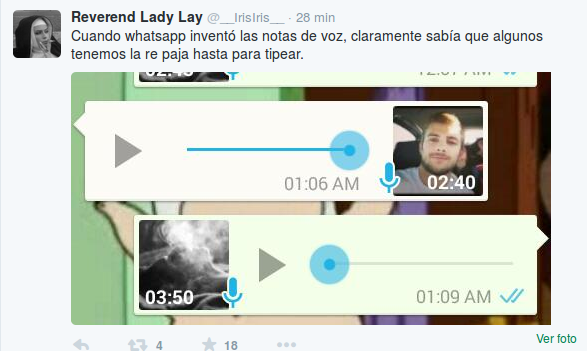 Reverend Lady Lay @__IrisIris__ · 28 min
Cuando whatsapp inventó las notas de voz, claramente sabía que algunos
tenemos la re paja hasta para tipear.
01:06 AM
02:40
03:50
01:09 AM
4
18
Ver foto